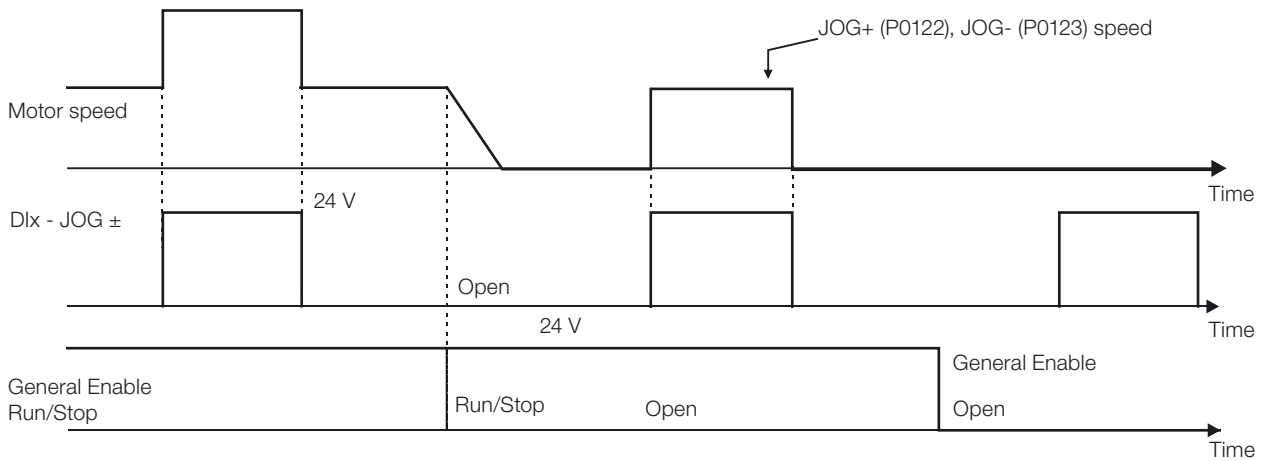 JOG+ (P0122), JOG- (P0123) speed
Motor speed
Time
24 V
DIx - JOG ±
Open
Time
24 V
General Enable
Run/Stop
Run/Stop
Open
General Enable
Open
Time